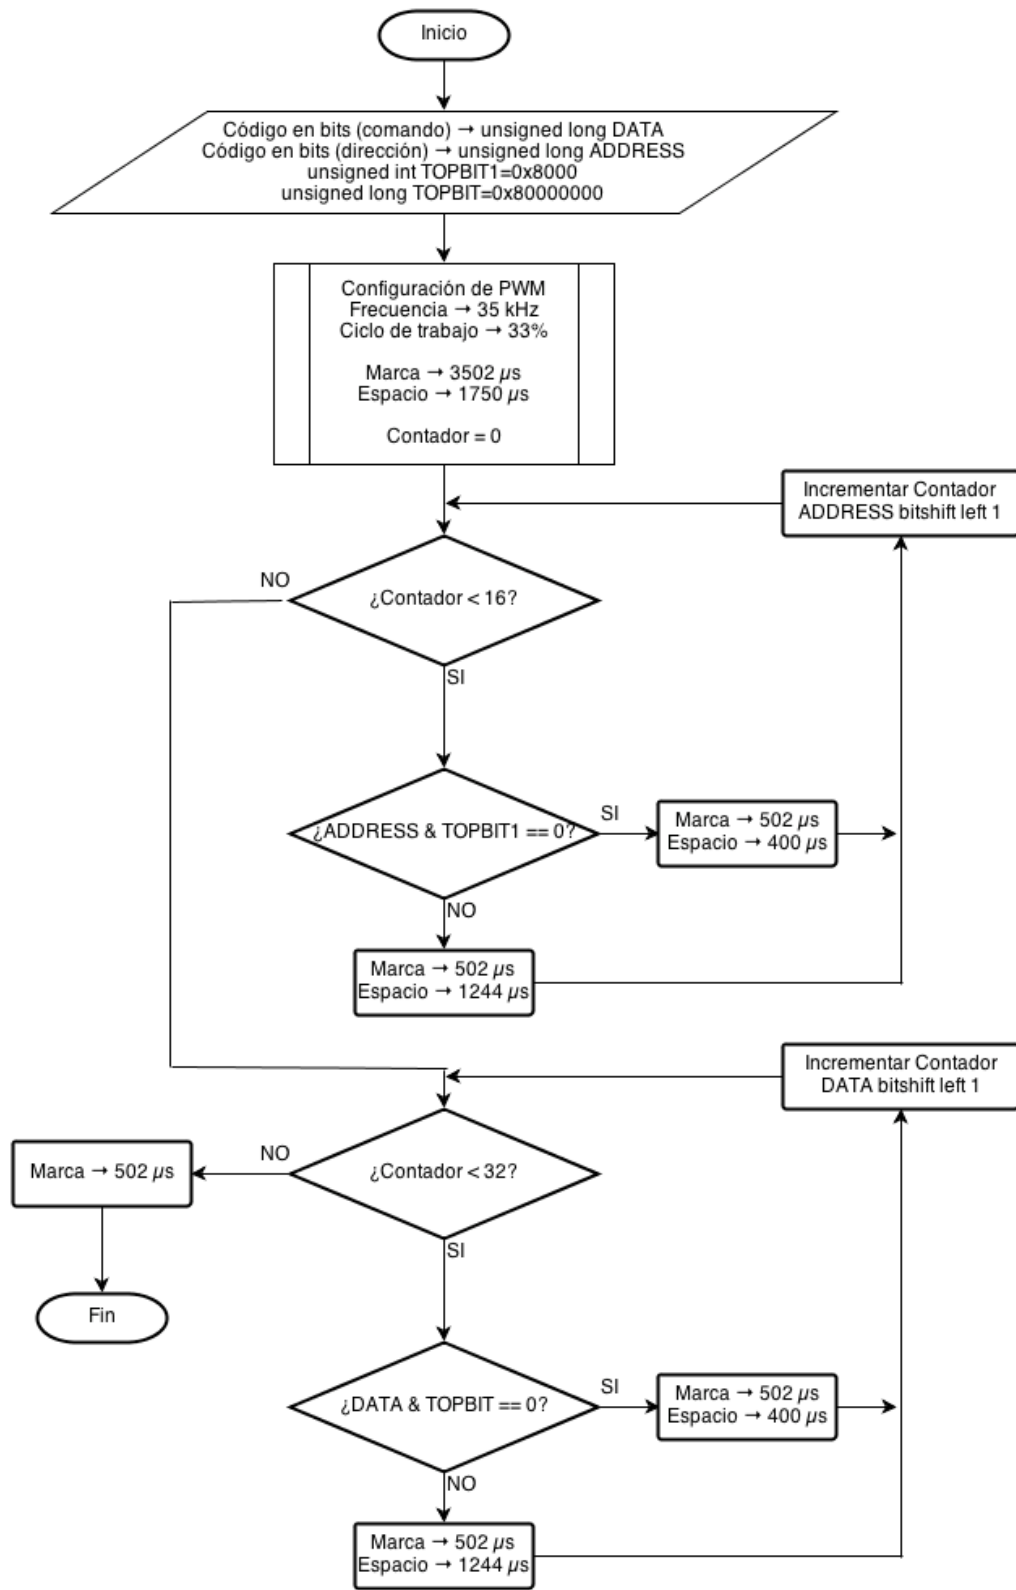 Inicio
Código en bits (comando) → unsigned long DATA
Código en bits (dirección) → unsigned long ADDRESS
unsigned int TOPBIT1=0x8000
unsigned long TOPBIT=0x80000000
Configuración de PWM
Frecuencia → 35 kHz
Ciclo de trabajo → 33%
Marca → 3502 µs
Espacio → 1750 µs
Contador = 0
Incrementar Contador
ADDRESS bitshift left 1
NO
¿Contador < 16?
SI
¿ADDRESS & TOPBIT1 == 0?
SI
Marca → 502 µs
Espacio → 400 µs
NO
Marca → 502 µs
Espacio → 1244 µs
Incrementar Contador
DATA bitshift left 1
NO
¿Contador < 32?
Marca → 502 µs
SI
Fin
¿DATA & TOPBIT == 0?
SI
Marca → 502 µs
Espacio → 400 µs
NO
Marca → 502 µs
Espacio → 1244 µs